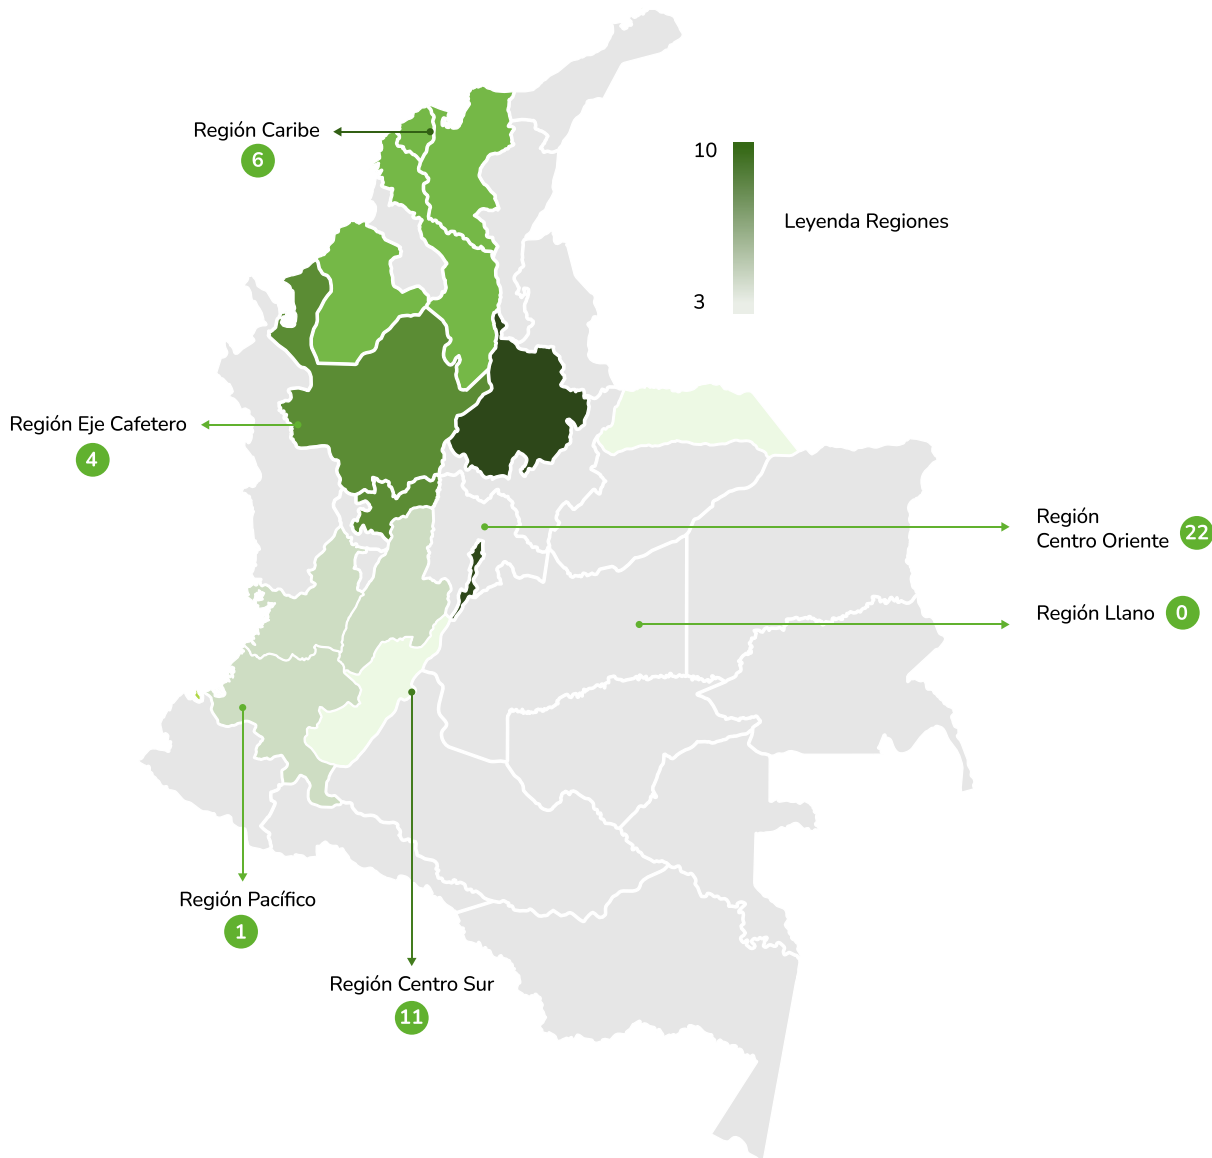 Región Caribe
6
10
Leyenda Regiones
3
Región Eje Cafetero
4
Región
Centro Oriente
22
Región Llano
0
Región Pacífico
1
Región Centro Sur
11